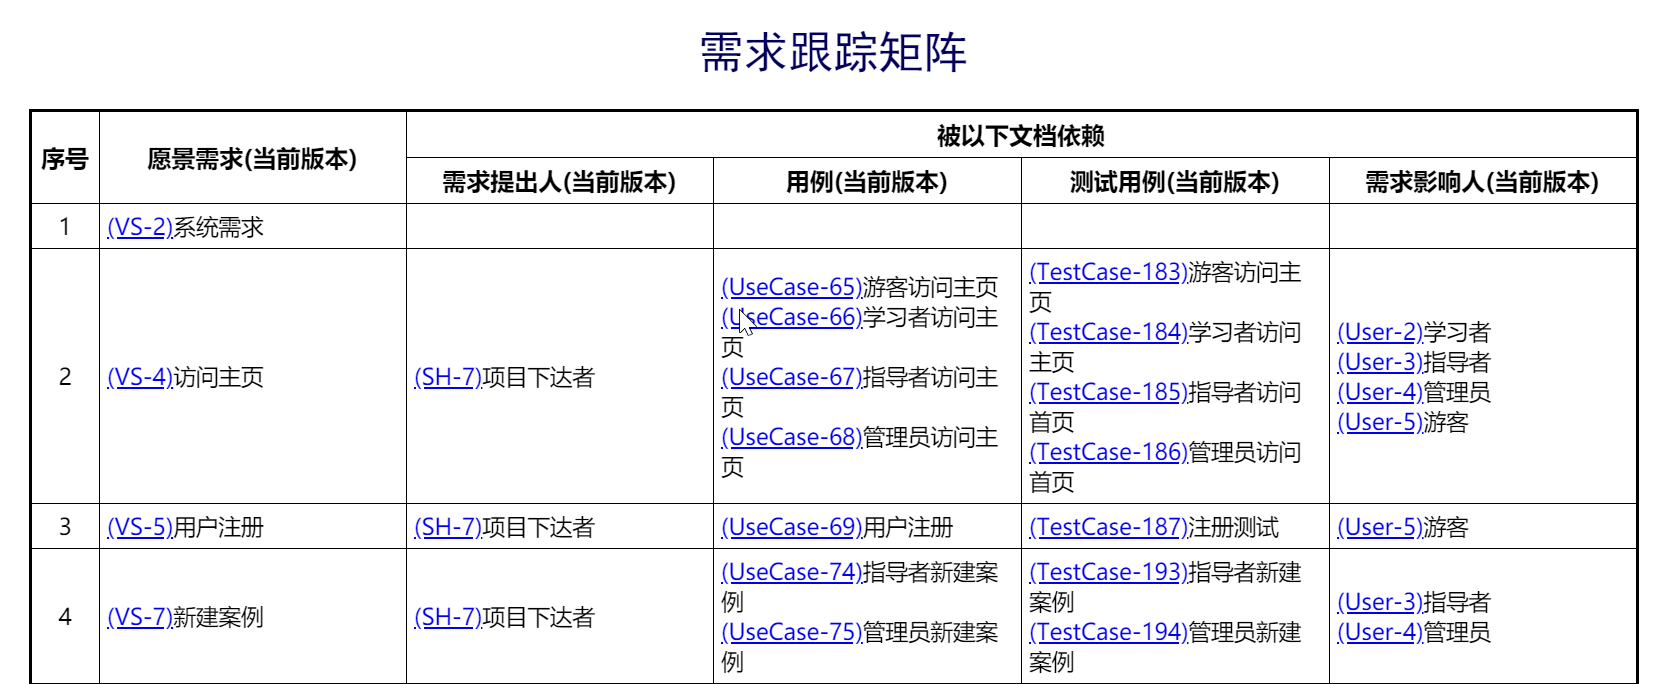 需求跟踪矩阵
序号
愿景需求(当前版本)
被以下文档依赖
需求提出人(当前版本)
用例(当前版本)
测试用例(当前版本)
需求影响人(当前版本)
1
(VS-2)系统需求
2
(VS-4)访问主页
(SH-7)项目下达者
(UseCase-65)游客访问主页
(UseCase-66)学习者访问主
页
(UseCase-67)指导者访问主
页
(UseCase-68)管理员访问主
页
(TestCase-183)游客访问主
页
(TestCase-184)学习者访问
主页
(TestCase-185)指导者访问
首页
(TestCase-186)管理员访问
首页
(User-2)学习者
(User-3)指导者
(User-4)管理员
(User-5)游客
3
(VS-5)用户注册
(SH-7)项目下达者
(UseCase-69)用户注册
(TestCase-187)注册测试
(User-5)游客
4
(VS-7)新建案例
(SH-7)项目下达者
(UseCase-74)指导者新建案
例
(UseCase-75)管理员新建案
例
(TestCase-193)指导者新建
案例
(TestCase-194)管理员新建
案例
(User-3)指导者
(User-4)管理员